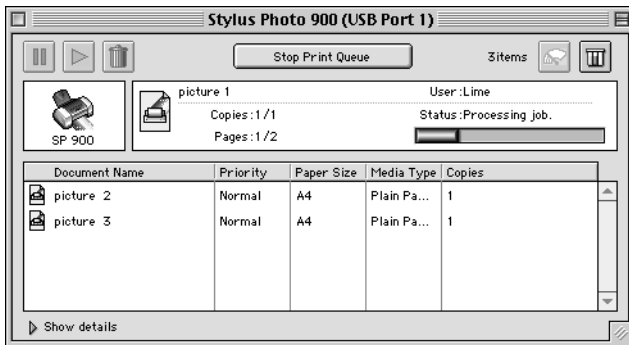 Stylus Photo 900 (USB Port 1)
Stop Print Queue
3items
SP 900
picture 1
User:Lime
Copies:1/1
Status:Processing job.
Pages:1/2
Document Name Priority Paper Size Media Type Copies
picture 2 Normal A4 Plain Pa... 1
picture 3 Normal A4 Plain Pa... 1
Show details